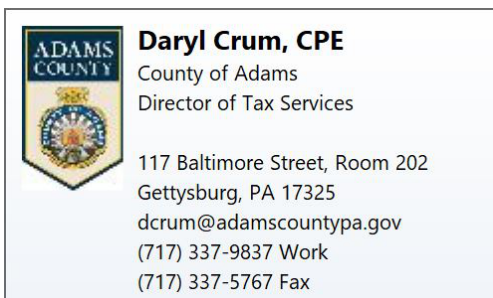 ADAMS
COUNTY
Daryl Crum, CPE
County of Adams
Director of Tax Services
117 Baltimore Street, Room 202
Gettysburg, PA 17325
dcrum@adamscountypa.gov
(717) 337-9837 Work
(717) 337-5767 Fax